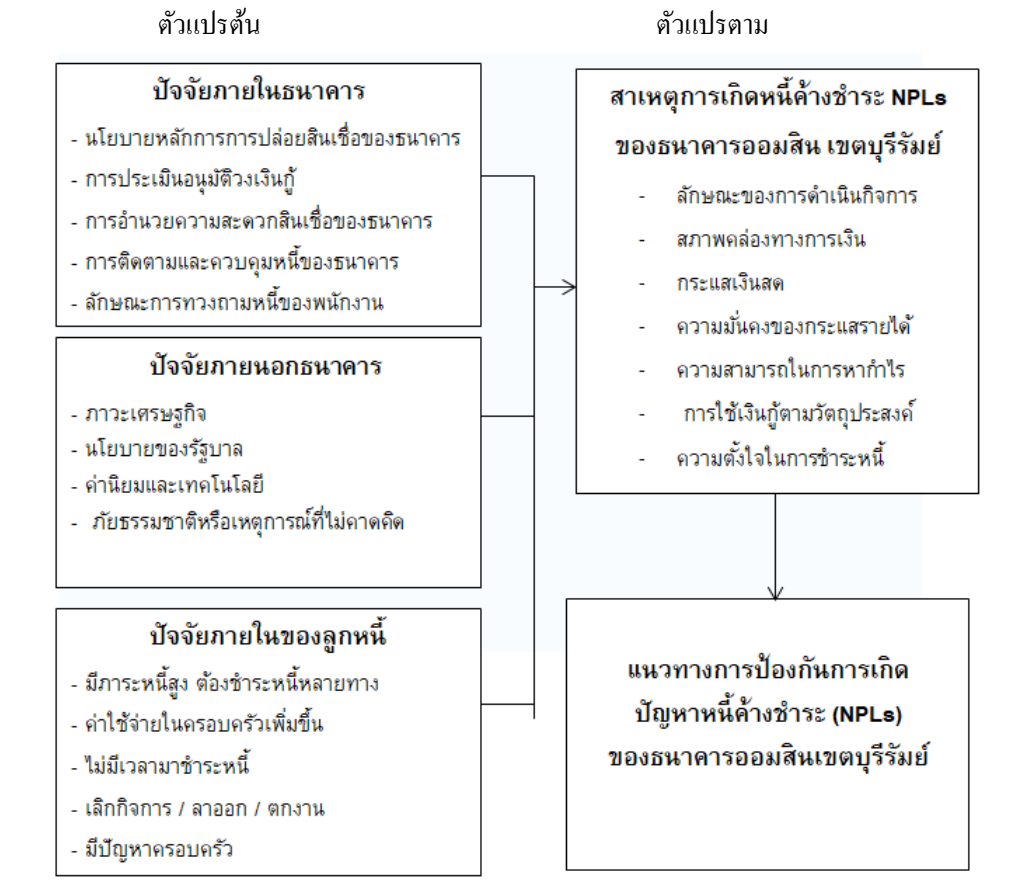 ตัวแปรต้น
ตัวแปรตาม
ปัจจัยภายในธนาคาร
- นโยบายหลักการการปล่อยสินเชื่อของธนาคาร
- การประเมินอนุมัติวงเงินกู้
- การอำนวยความสะดวกสินเชื่อของธนาคาร
- การติดตามและควบคุมหนี้ของธนาคาร
- ลักษณะการทวงถามหนี้ของพนักงาน
ปัจจัยภายนอกธนาคาร
- ภาวะเศรษฐกิจ
- นโยบายของรัฐบาล
- ค่านิยมและเทคโนโลยี
- ภัยธรรมชาติหรือเหตุการณ์ที่ไม่คาดคิด
ปัจจัยภายในของลูกหนี้
- มีภาระหนี้สูง ต้องชำระหนี้หลายทาง
- ค่าใช้จ่ายในครอบครัวเพิ่มขึ้น
- ไม่มีเวลามาชำระหนี้
- เลิกกิจการ / ลาออก / ตกงาน
- มีปัญหาครอบครัว
สาเหตุการเกิดหนี้ค้างชำระ NPLs
ของธนาคารออมสิน เขตบุรีรัมย์
- ลักษณะของการดำเนินกิจการ
- สภาพคล่องทางการเงิน
- กระแสเงินสด
- ความมั่นคงของกระแสรายได้
- ความสามารถในการหากำไร
- การใช้เงินกู้ตามวัตถุประสงค์
- ความตั้งใจในการชำระหนี้
แนวทางการป้องกันการเกิด
ปัญหาหนี้ค้างชำระ (NPLs)
ของธนาคารออมสินเขตบุรีรัมย์